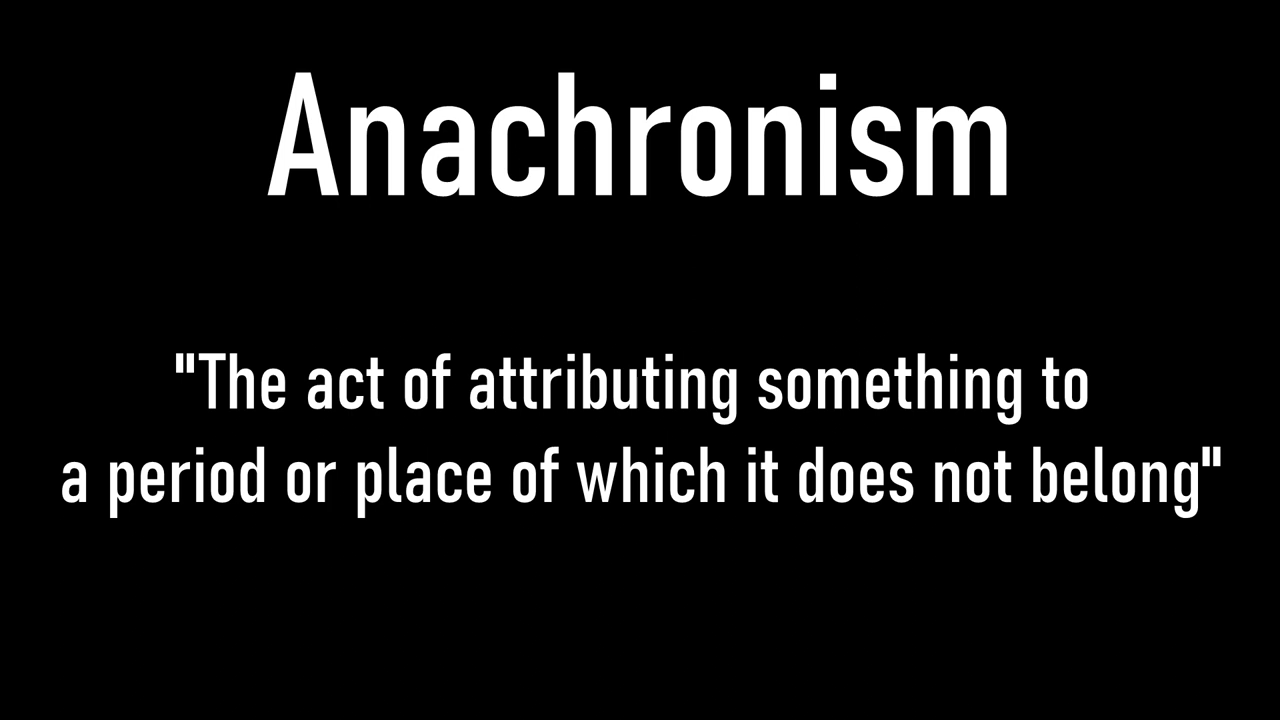 Anachronism
"The act of attributing something to
a period or place of which it does not belong"